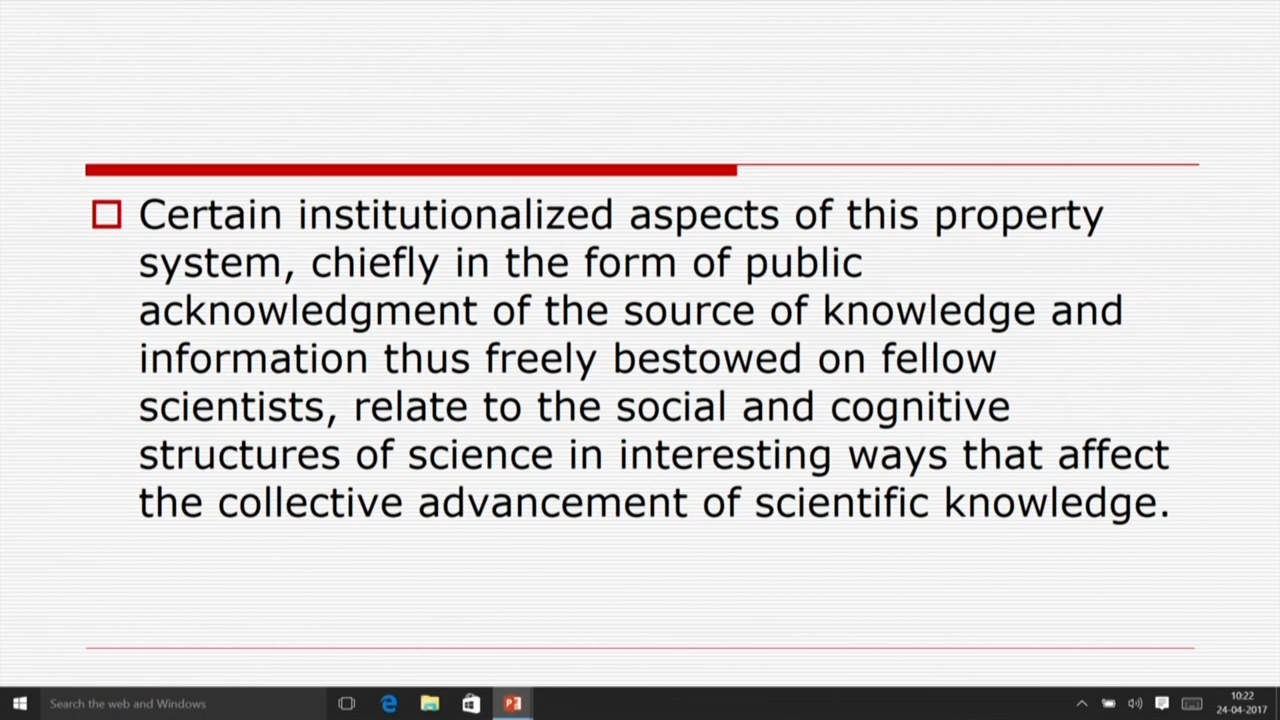 Certain institutionalized aspects of this property
system, chiefly in the form of public
acknowledgment of the source of knowledge and
information thus freely bestowed on fellow
scientists, relate to the social and cognitive
structures of science in interesting ways that affect
the collective advancement of scientific knowledge.
Search the web and Windows
10:22
24-04-2017